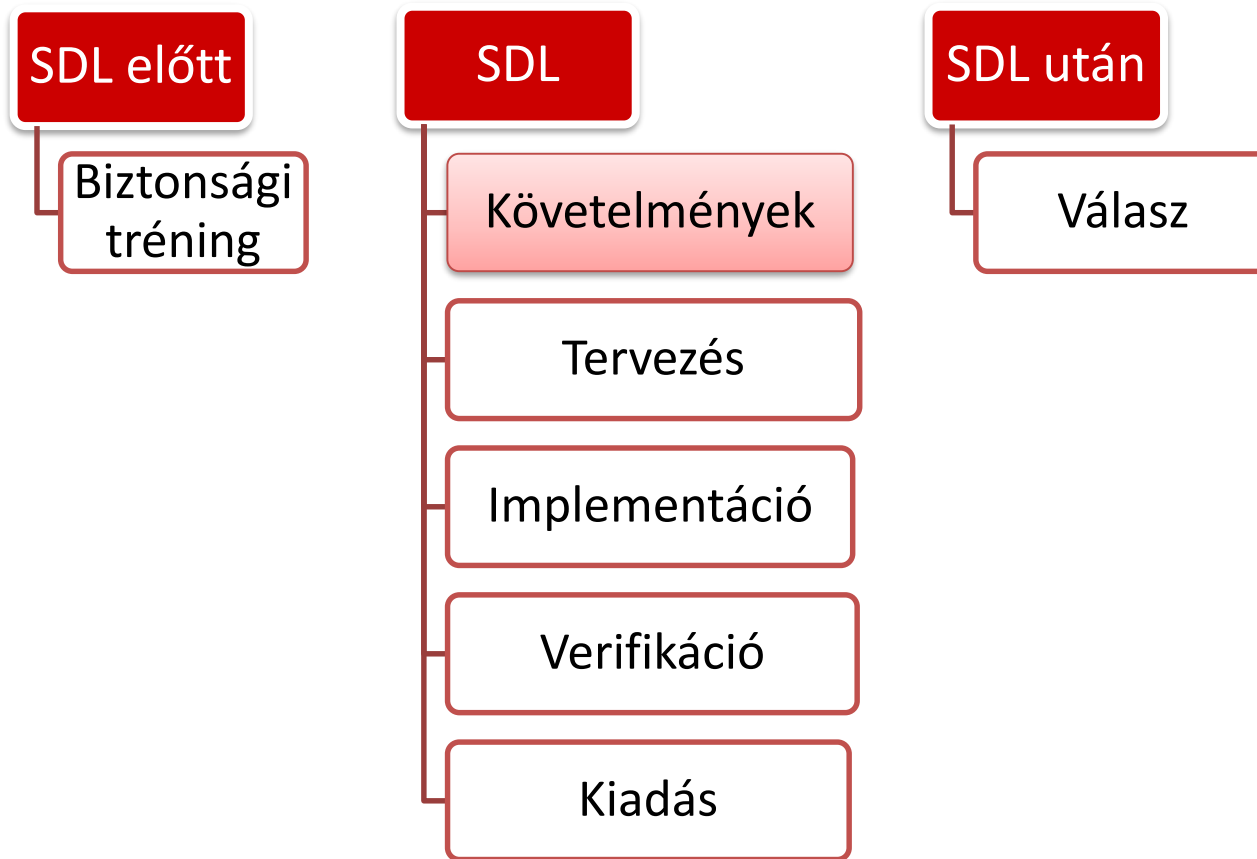 SDL előtt
Biztonsági
tréning
SDL
Követelmények
Tervezés
Implementáció
Verifikáció
Kiadás
SDL után
Válasz